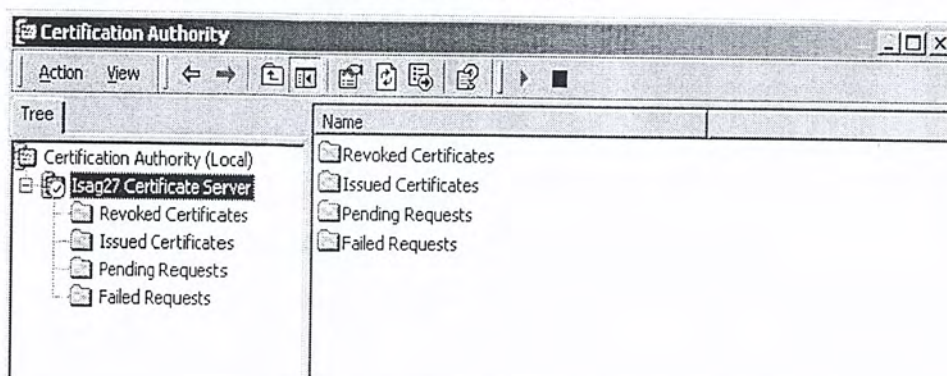 Certification Authority
Action View
Tree
Name
Certification Authority (Local)
Isag27 Certificate Server
Revoked Certificates
Issued Certificates
Pending Requests
Failed Requests
Revoked Certificates
Issued Certificates
Pending Requests
Failed Requests